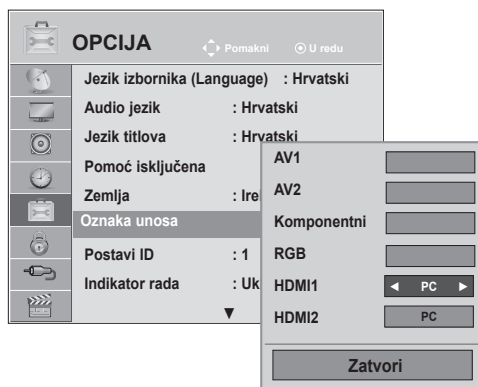 OPCIJA
Pomakni
U redu
Jezik izbornika (Language) : Hrvatski
Audio jezik : Hrvatski
Jezik titlova : Hrvatski
Pomoć isključena
Zemlja : Ire
Oznaka unosa
Postavi ID : 1
Indikator rada : Uk
▼
AV1
AV2
Komponentni
RGB
HDMI1 ◄ PC ►
HDMI2 PC
Zatvori